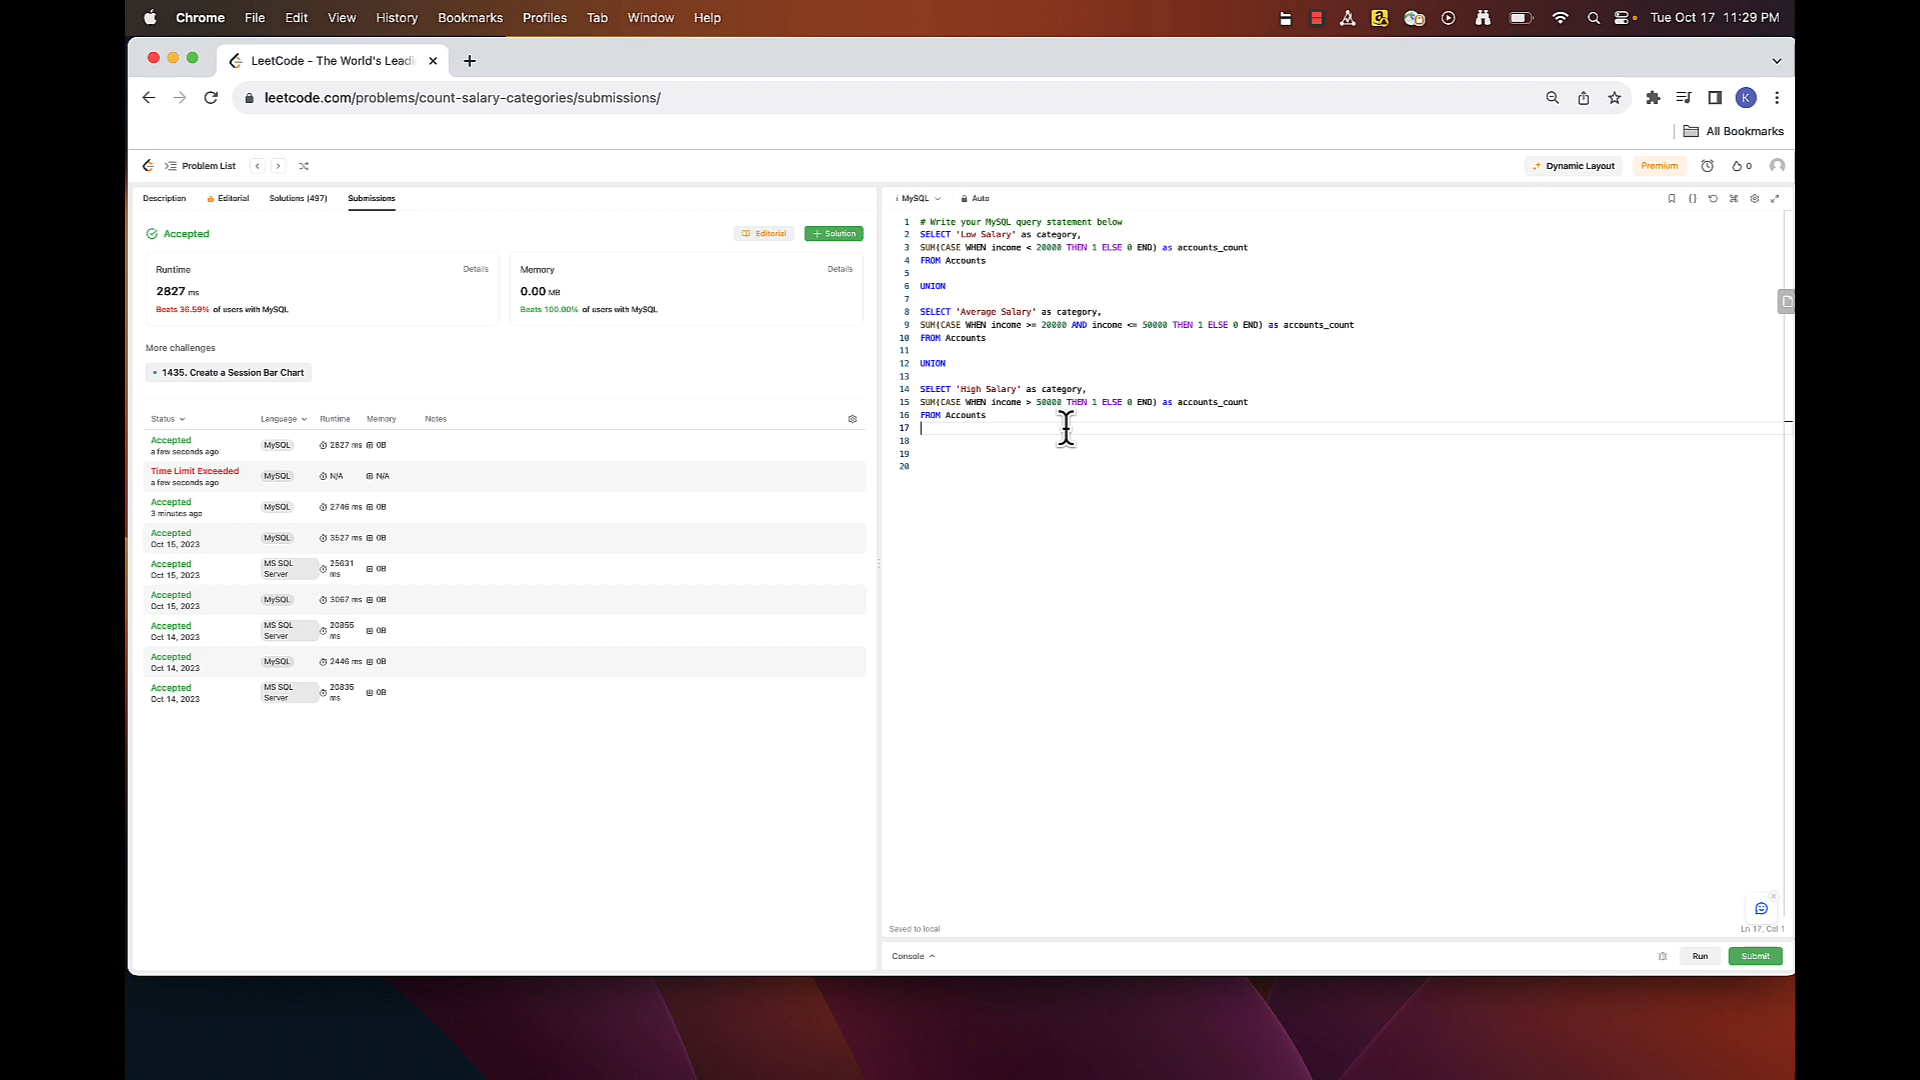 Chrome File Edit View History Bookmarks Profiles Tab Window Help
Tue Oct 17 11:29 PM
LeetCode - The World's Leadi
leetcode.com/problems/count-salary-categories/submissions/
K
All Bookmarks
Problem List
Dynamic Layout
Premium
0
Description
Editorial
Solutions (497)
Submissions
Accepted
Editorial
Solution
Runtime
Details
2827 ms
Beats 36.59% of users with MySQL
Memory
Details
0.00 MB
Beats 100.00% of users with MySQL
More challenges
1435. Create a Session Bar Chart
Status Language Runtime Memory Notes
Accepted
a few seconds ago
MySQL 2827 ms 0B
Time Limit Exceeded
a few seconds ago
MySQL N/A N/A
Accepted
3 minutes ago
MySQL 2746 ms 0B
Accepted
Oct 15, 2023
MySQL 3527 ms 0B
Accepted
Oct 15, 2023
MS SQL Server 25631 ms 0B
Accepted
Oct 15, 2023
MySQL 3067 ms 0B
Accepted
Oct 14, 2023
MS SQL Server 20855 ms 0B
Accepted
Oct 14, 2023
MySQL 2446 ms 0B
Accepted
Oct 14, 2023
MS SQL Server 20835 ms 0B
i MySQL
Auto
1 # Write your MySQL query statement below
2 SELECT 'Low Salary' as category,
3 SUM(CASE WHEN income < 20000 THEN 1 ELSE 0 END) as accounts_count
4 FROM Accounts
5
6 UNION
7
8 SELECT 'Average Salary' as category,
9 SUM(CASE WHEN income >= 20000 AND income <= 50000 THEN 1 ELSE 0 END) as accounts_count
10 FROM Accounts
11
12 UNION
13
14 SELECT 'High Salary' as category,
15 SUM(CASE WHEN income > 50000 THEN 1 ELSE 0 END) as accounts_count
16 FROM Accounts
17
18
19
20
Saved to local
Ln 17, Col 1
Console
Run
Submit